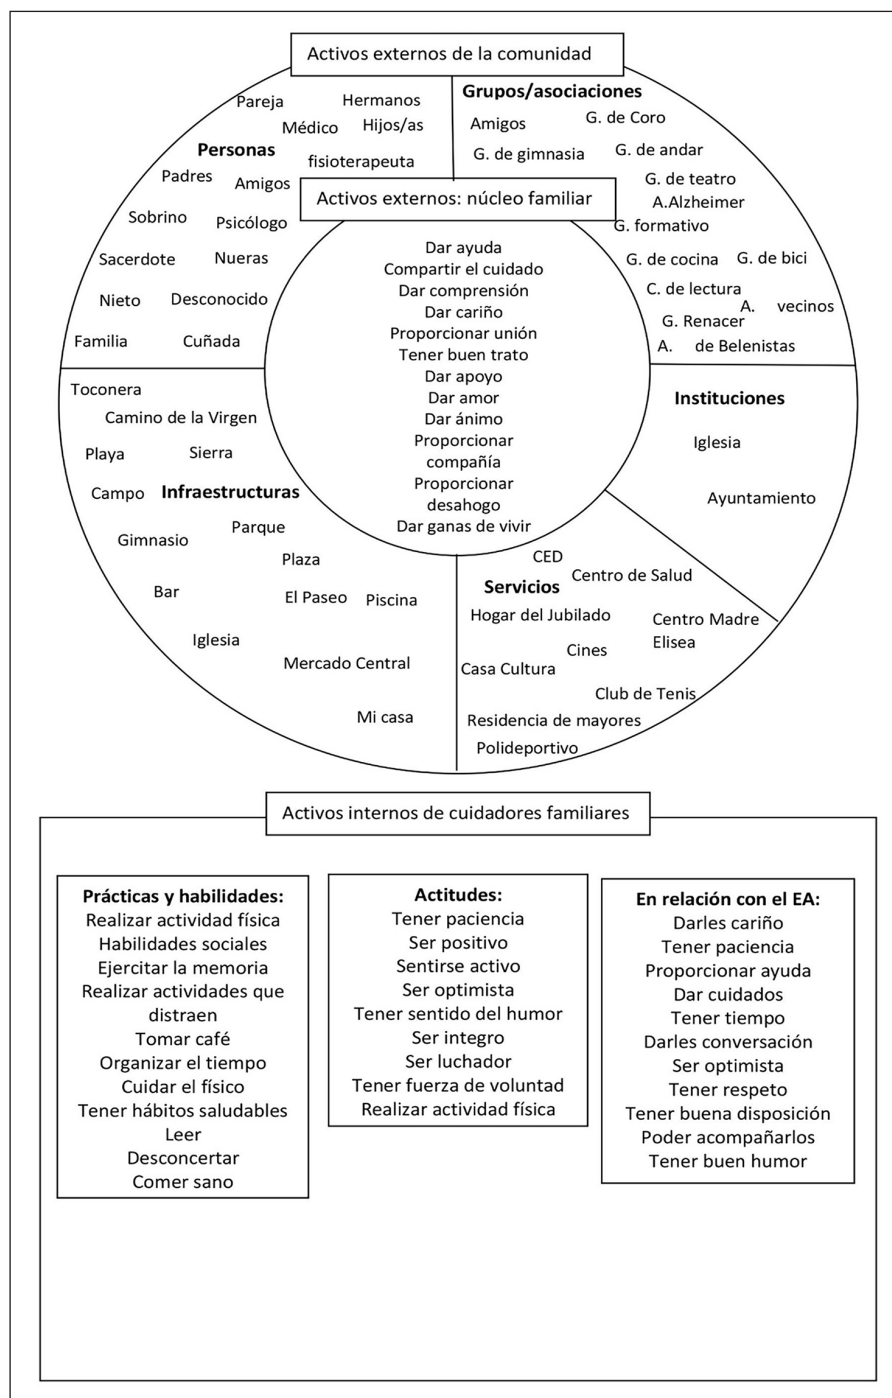 Activos externos de la comunidad
Pareja
Hermanos
Médico
Hijos/as
Personas
fisioterapeuta
Padres
Amigos
Sobrino
Psicólogo
Sacerdote
Nueras
Nieto
Desconocido
Familia
Cuñada
Grupos/asociaciones
Amigos
G. de Coro
G. de gimnasia
G. de andar
G. de teatro
A.Alzheimer
G. formativo
G. de cocina
G. de bici
C. de lectura
A. vecinos
G. Renacer
A. de Belenistas
Activos externos: núcleo familiar
Dar ayuda
Compartir el cuidado
Dar comprensión
Dar cariño
Proporcionar unión
Tener buen trato
Dar apoyo
Dar amor
Dar ánimo
Proporcionar
compañía
Proporcionar
desahogo
Dar ganas de vivir
Toconera
Camino de la Virgen
Playa
Sierra
Campo
Infraestructuras
Gimnasio
Parque
Plaza
Bar
El Paseo
Piscina
Iglesia
Mercado Central
Mi casa
Instituciones
Iglesia
Ayuntamiento
CED
Servicios
Centro de Salud
Hogar del Jubilado
Centro Madre
Elisea
Cines
Casa Cultura
Club de Tenis
Residencia de mayores
Polideportivo
Activos internos de cuidadores familiares
Prácticas y habilidades:
Realizar actividad física
Habilidades sociales
Ejercitar la memoria
Realizar actividades que
distraen
Tomar café
Organizar el tiempo
Cuidar el físico
Tener hábitos saludables
Leer
Desconcertar
Comer sano
Actitudes:
Tener paciencia
Ser positivo
Sentirse activo
Ser optimista
Tener sentido del humor
Ser integro
Ser luchador
Tener fuerza de voluntad
Realizar actividad física
En relación con el EA:
Darles cariño
Tener paciencia
Proporcionar ayuda
Dar cuidados
Tener tiempo
Darles conversación
Ser optimista
Tener respeto
Tener buena disposición
Poder acompañarlos
Tener buen humor